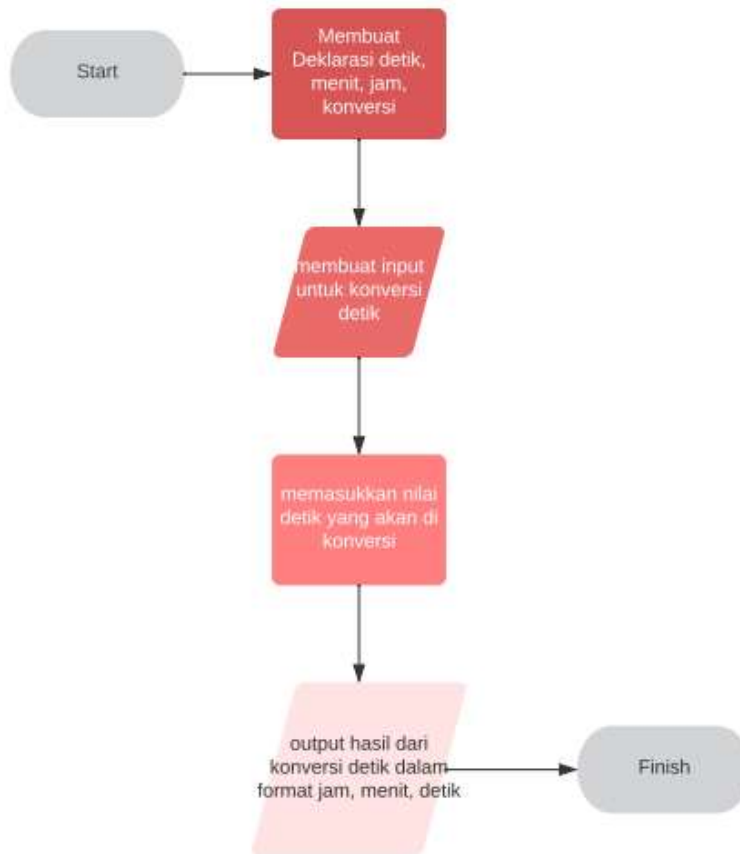 Start
Membuat
Deklarasi detik,
menit, jam,
konversi
membuat input
untuk konversi
detik
memasukkan nilai
detik yang akan di
konversi
output hasil dari
konversi detik dalam
format jam, menit, detik
Finish